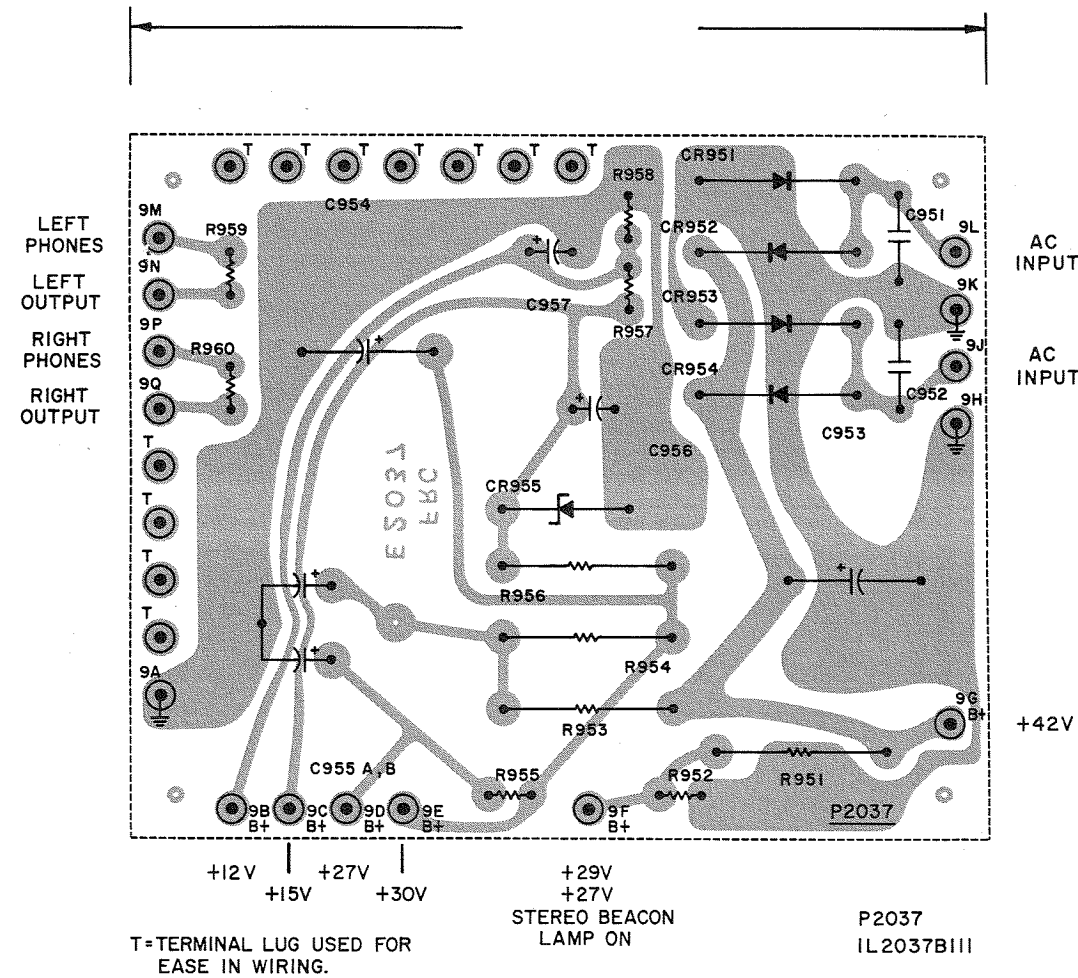 T T T T T T T
CR951
R958
C954
9M
R959
C951
LEFT
PHONES
CR952
9L
9N
AC
INPUT
LEFT
OUTPUT
9K
CR953
C957
9P
R957
RIGHT
PHONES
R960
9J
CR954
AC
INPUT
9Q
C952
9H
RIGHT
OUTPUT
C953
T
C956
E2037
FRC
CR955
T
T
R956
T
R954
9A
9G
B+
+42V
R953
C955 A,B
R955
R952
R951
P2037
9B
B+
9C
B+
9D
B+
9E
B+
9F
B+
+12V
+15V
+27V
+30V
+29V
+27V
STEREO BEACON
LAMP ON
T=TERMINAL LUG USED FOR
EASE IN WIRING.
P2037
IL2037BIII